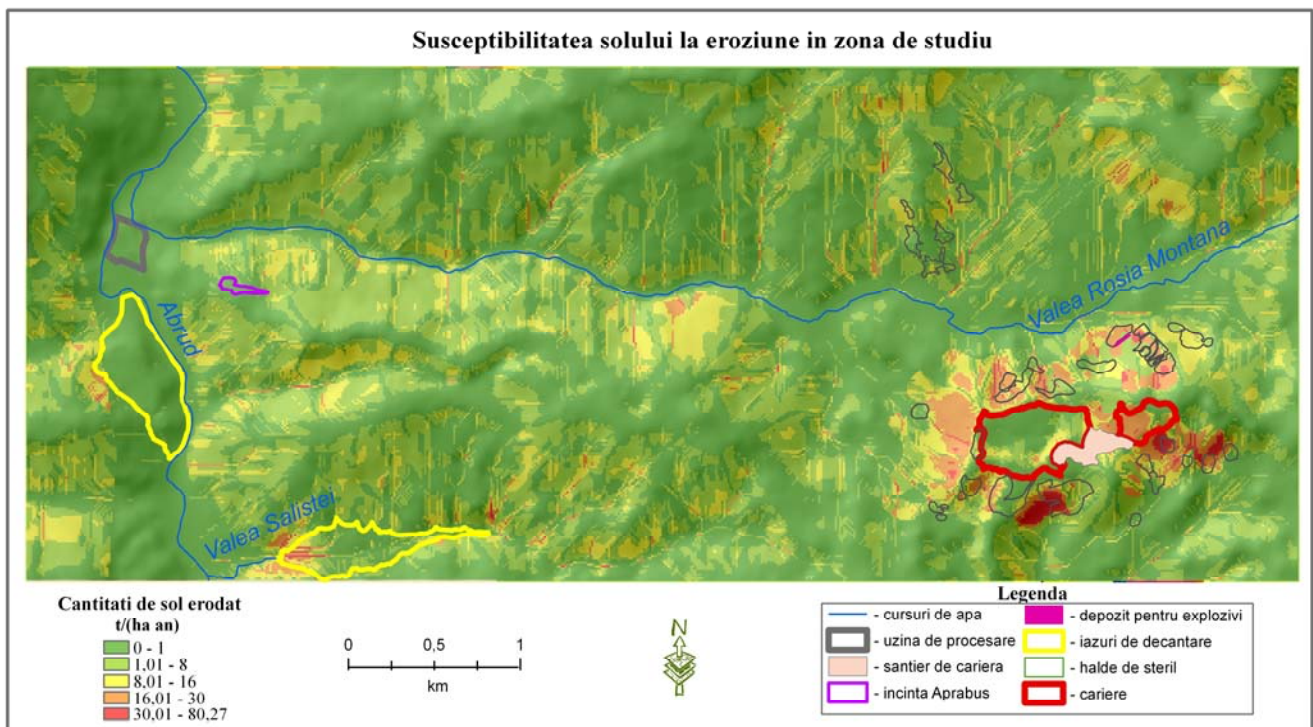 Susceptibilitatea solului la eroziune in zona de studiu
Valea Rosia Montana
Abrud
Valea Salistei
Cantitati de sol erodat
t/(ha an)
0 - 1
1,01 - 8
8,01 - 16
16,01 - 30
30,01 - 80,27
0 0,5 1
km
N
Legenda
- cursuri de apa
- uzina de procesare
- santier de cariera
- incinta Aprabus
- depozit pentru explozivi
- iazuri de decantare
- halde de steril
- cariere